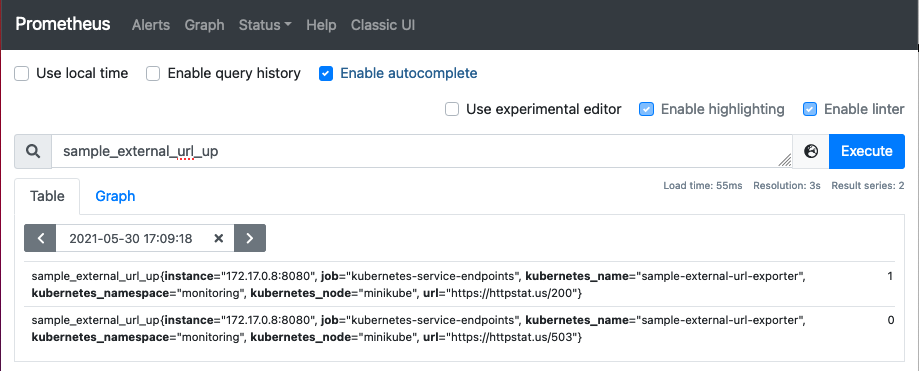 Prometheus Alerts Graph Status Help Classic UI
Use local time Enable query history Enable autocomplete
Use experimental editor Enable highlighting Enable linter
sample_external_url_up Execute
Load time: 55ms Resolution: 3s Result series: 2
Table Graph
2021-05-30 17:09:18
sample_external_url_up{instance="172.17.0.8:8080", job="kubernetes-service-endpoints", kubernetes_name="sample-external-url-exporter", 1
kubernetes_namespace="monitoring", kubernetes_node="minikube", url="https://httpstat.us/200"}
sample_external_url_up{instance="172.17.0.8:8080", job="kubernetes-service-endpoints", kubernetes_name="sample-external-url-exporter", 0
kubernetes_namespace="monitoring", kubernetes_node="minikube", url="https://httpstat.us/503"}